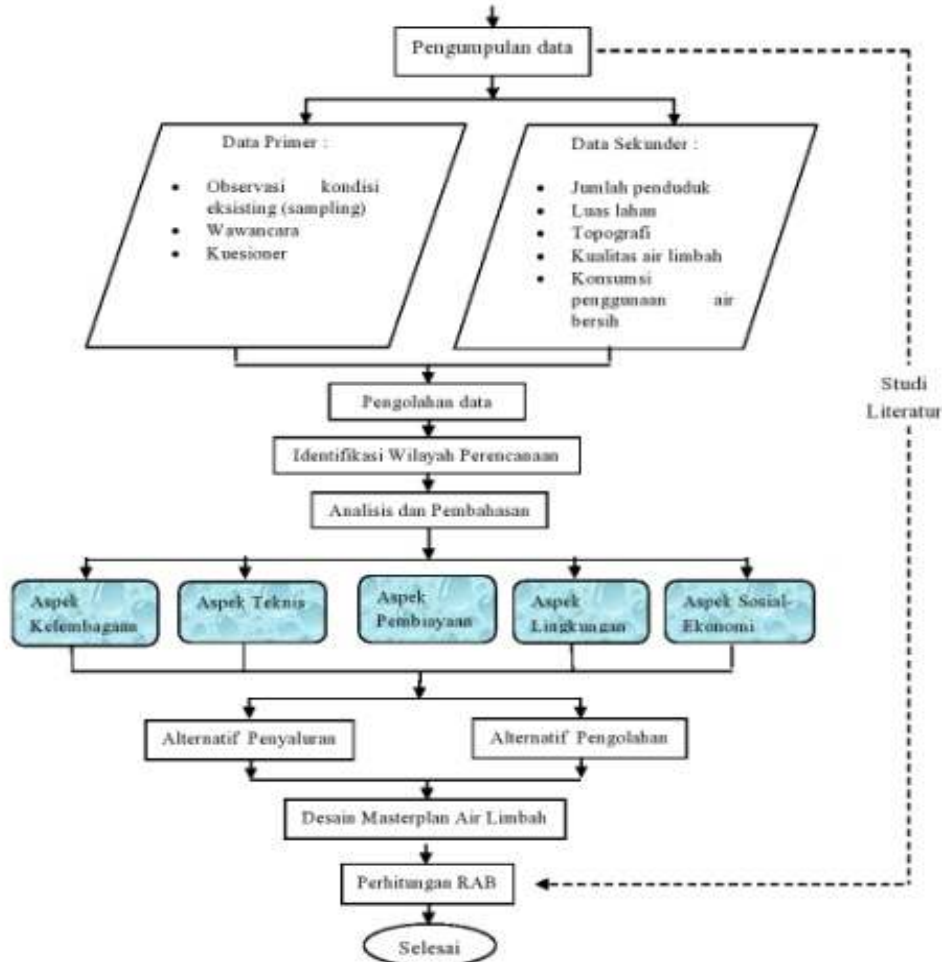 Pengumpulan data
Data Primer :
• Observasi kondisi
eksisting (sampling)
• Wawancara
• Kuesioner
Data Sekunder :
• Jumlah penduduk
• Luas lahan
• Topografi
• Kualitas air limbah
• Konsumsi
penggunaan air
bersih
Studi
Literatur
Pengolahan data
Identifikasi Wilayah Perencanaan
Analisis dan Pembahasan
Aspek
Kelembagaan
Aspek Teknis
Aspek
Pembiayaan
Aspek
Lingkungan
Aspek Sosial-
Ekonomi
Alternatif Penyaluran
Alternatif Pengolahan
Desain Masterplan Air Limbah
Perhitungan RAB
Selesai